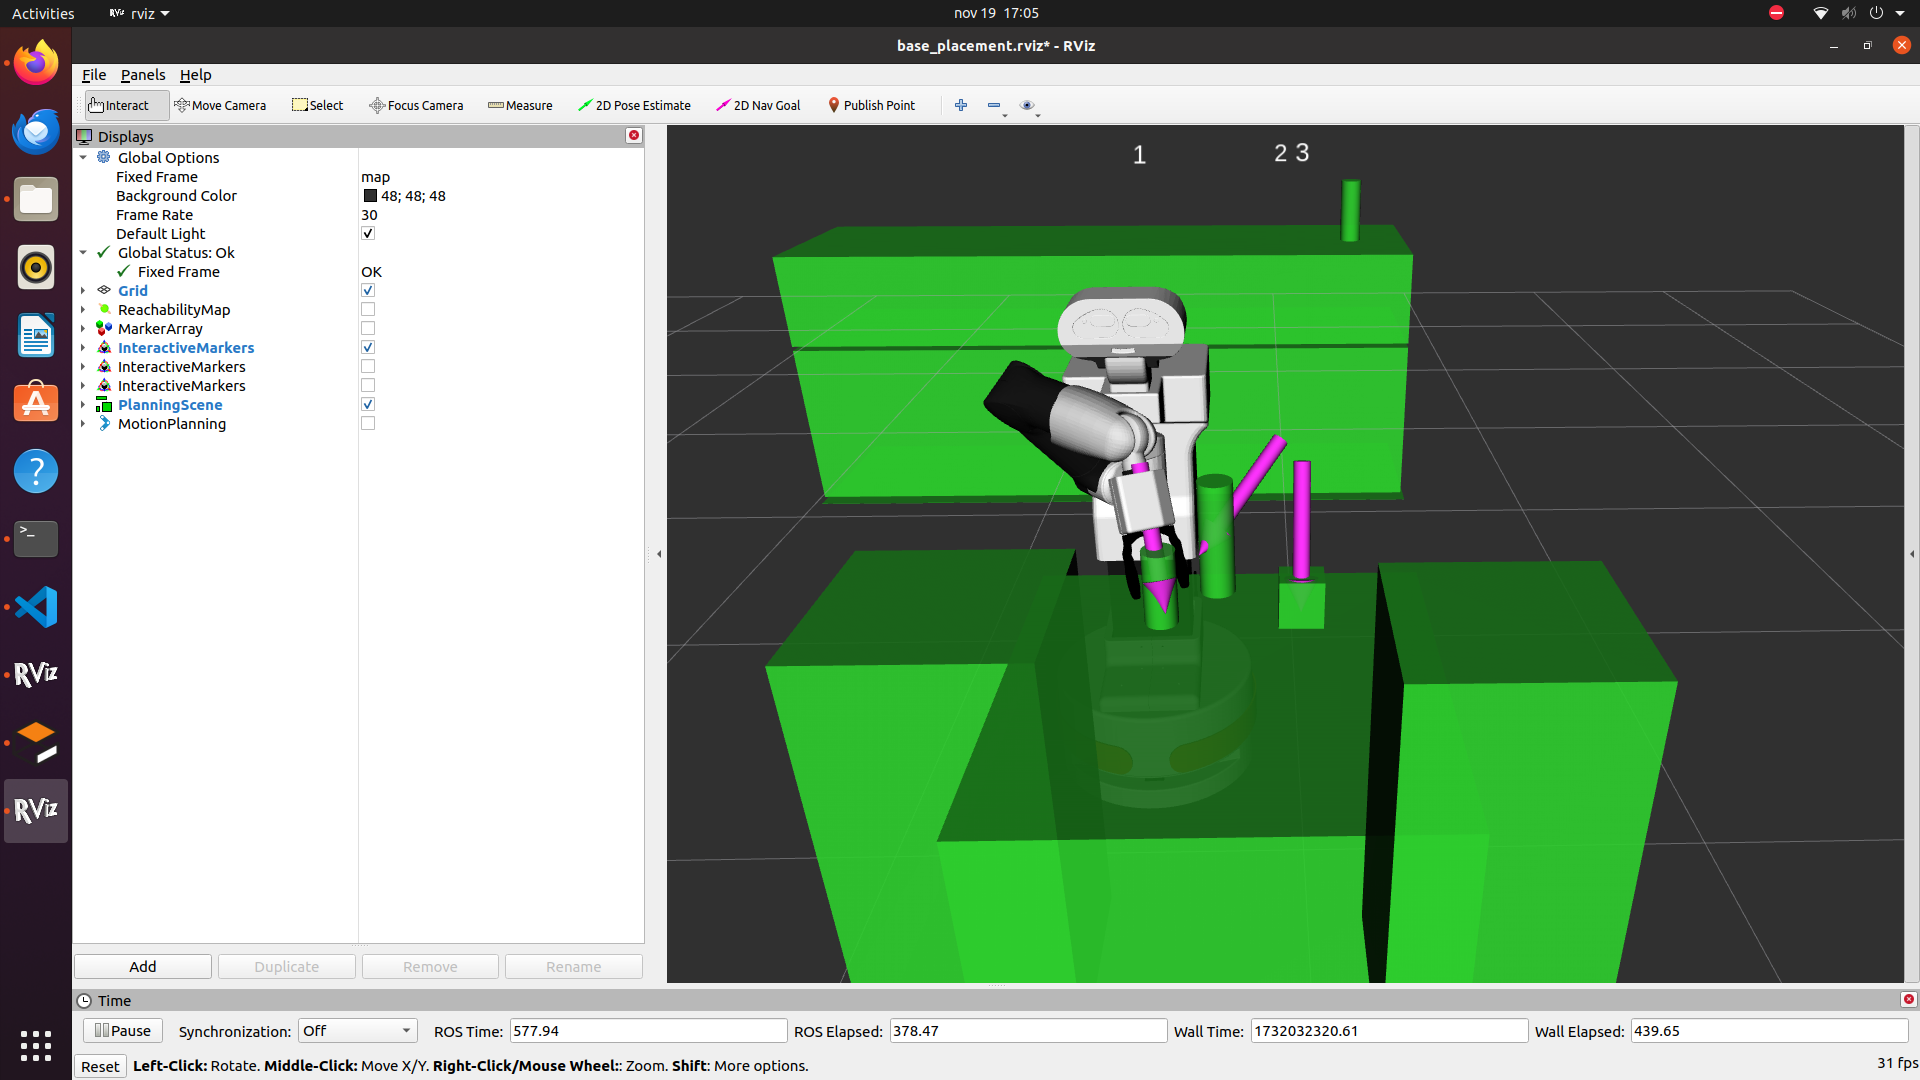 Activities
RViz rviz
nov 19 17:05
base_placement.rviz* - RViz
File Panels Help
Interact Move Camera Select Focus Camera Measure 2D Pose Estimate 2D Nav Goal Publish Point
Displays
Global Options
Fixed Frame map
Background Color 48; 48; 48
Frame Rate 30
Default Light
Global Status: Ok
Fixed Frame OK
Grid
ReachabilityMap
MarkerArray
InteractiveMarkers
InteractiveMarkers
InteractiveMarkers
PlanningScene
MotionPlanning
1 2 3
RViz
RViz
Add Duplicate Remove Rename
Time
Pause Synchronization: Off ROS Time: 577.94 ROS Elapsed: 378.47 Wall Time: 1732032320.61 Wall Elapsed: 439.65
Reset Left-Click: Rotate. Middle-Click: Move X/Y. Right-Click/Mouse Wheel:: Zoom. Shift: More options. 31 fps